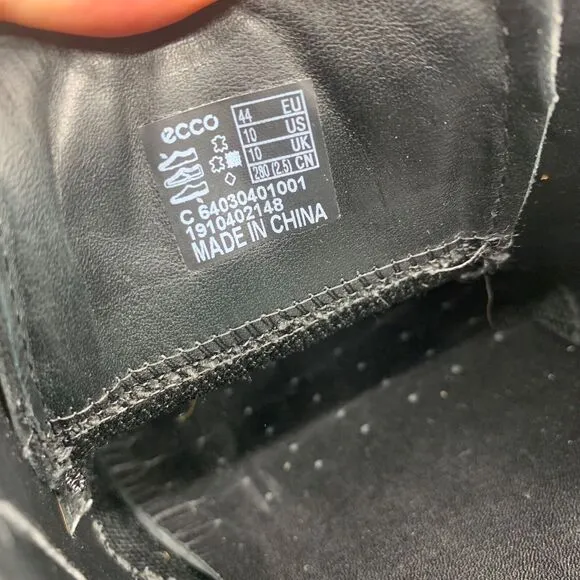 ecco
44 EU
10 US
10 UK
280 (2.5) CN
C 64030401001
1910402148
MADE IN CHINA